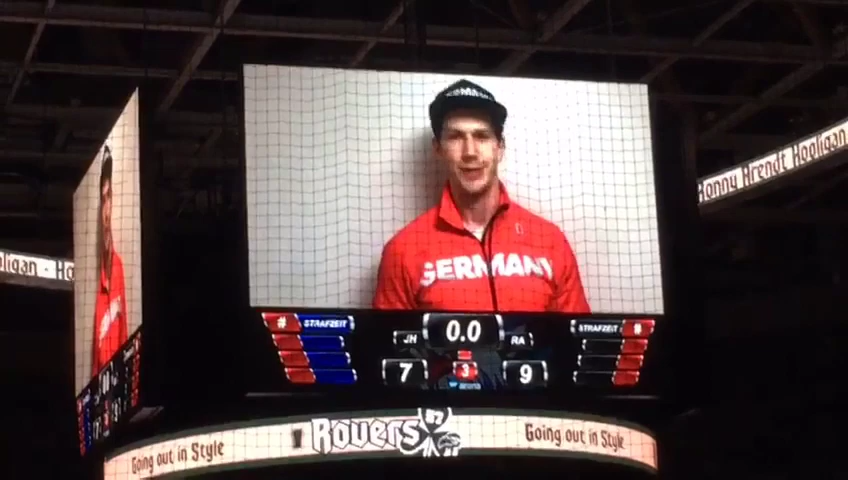 GERMANY
# STRAFZEIT
0.0
STRAFZEIT #
JH
RA
7
3
9
arena
Ronny Arendt Hooligan
ligan - Ho
Going out in Style
Rovers
Going out in Style